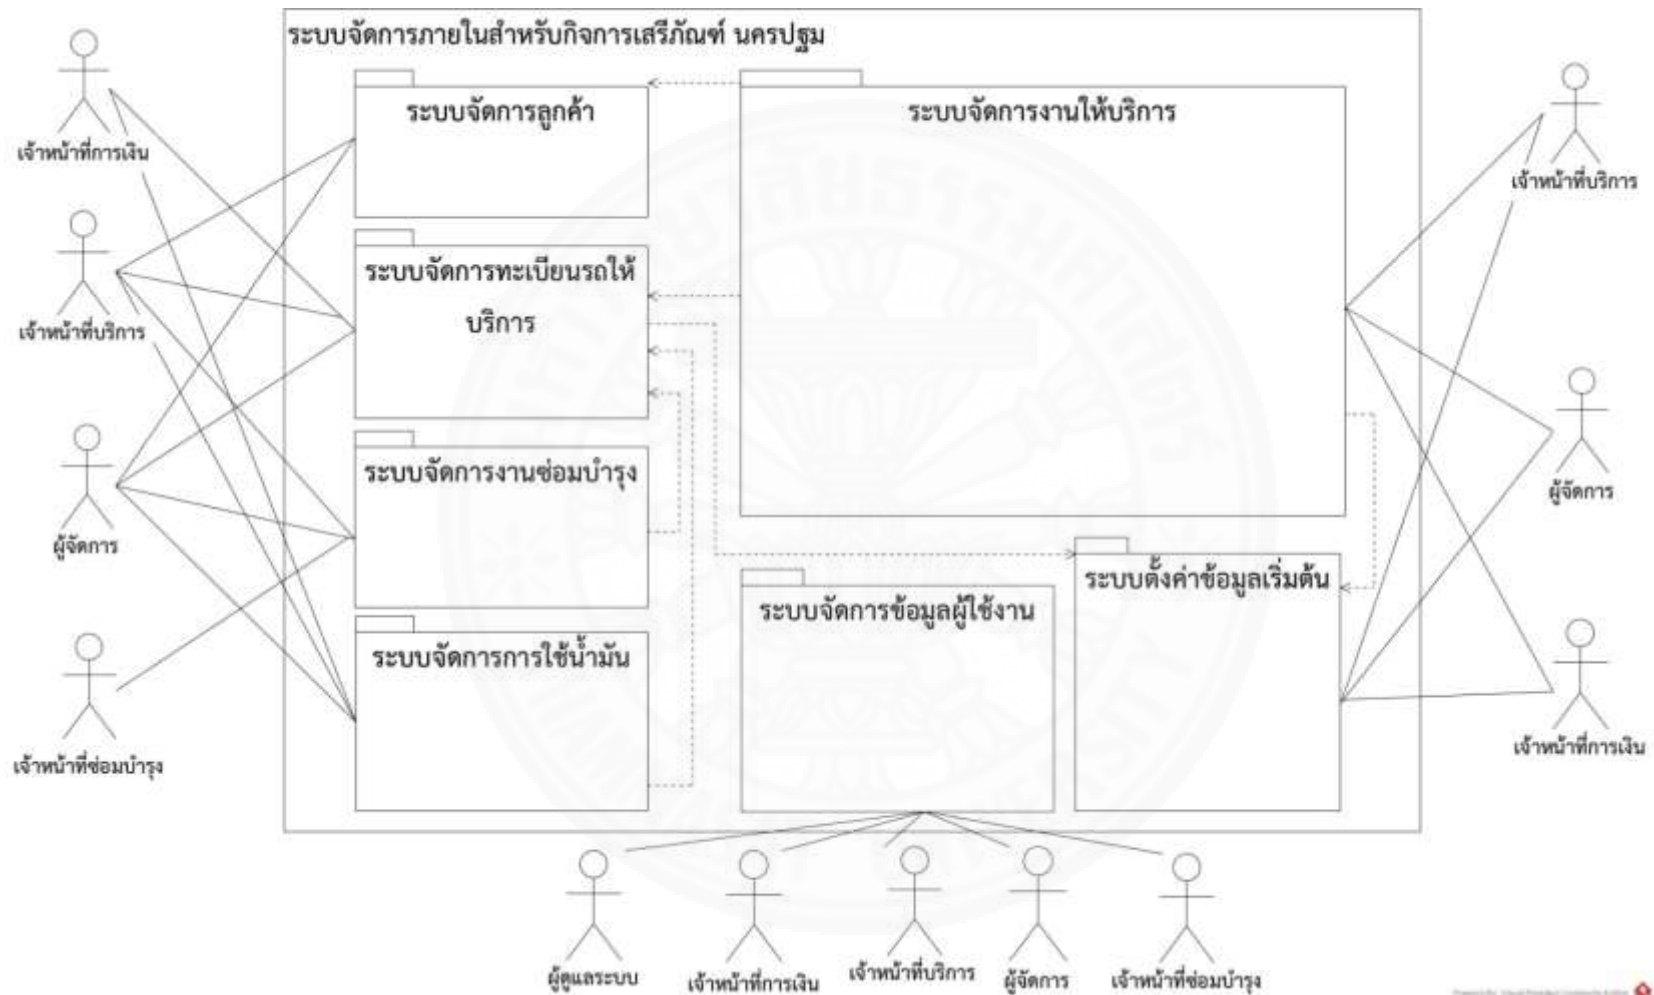 ระบบจัดการภายในสำหรับกิจการเสรีภัณฑ์ นครปฐม
ระบบจัดการลูกค้า
ระบบจัดการงานให้บริการ
เจ้าหน้าที่การเงิน
เจ้าหน้าที่บริการ
ระบบจัดการทะเบียนรถให้
บริการ
เจ้าหน้าที่บริการ
ระบบจัดการงานซ่อมบำรุง
ผู้จัดการ
ผู้จัดการ
ระบบตั้งค่าข้อมูลเริ่มต้น
ระบบจัดการข้อมูลผู้ใช้งาน
ระบบจัดการการใช้น้ำมัน
เจ้าหน้าที่ซ่อมบำรุง
เจ้าหน้าที่การเงิน
ผู้ดูแลระบบ
เจ้าหน้าที่การเงิน
เจ้าหน้าที่บริการ
ผู้จัดการ
เจ้าหน้าที่ซ่อมบำรุง